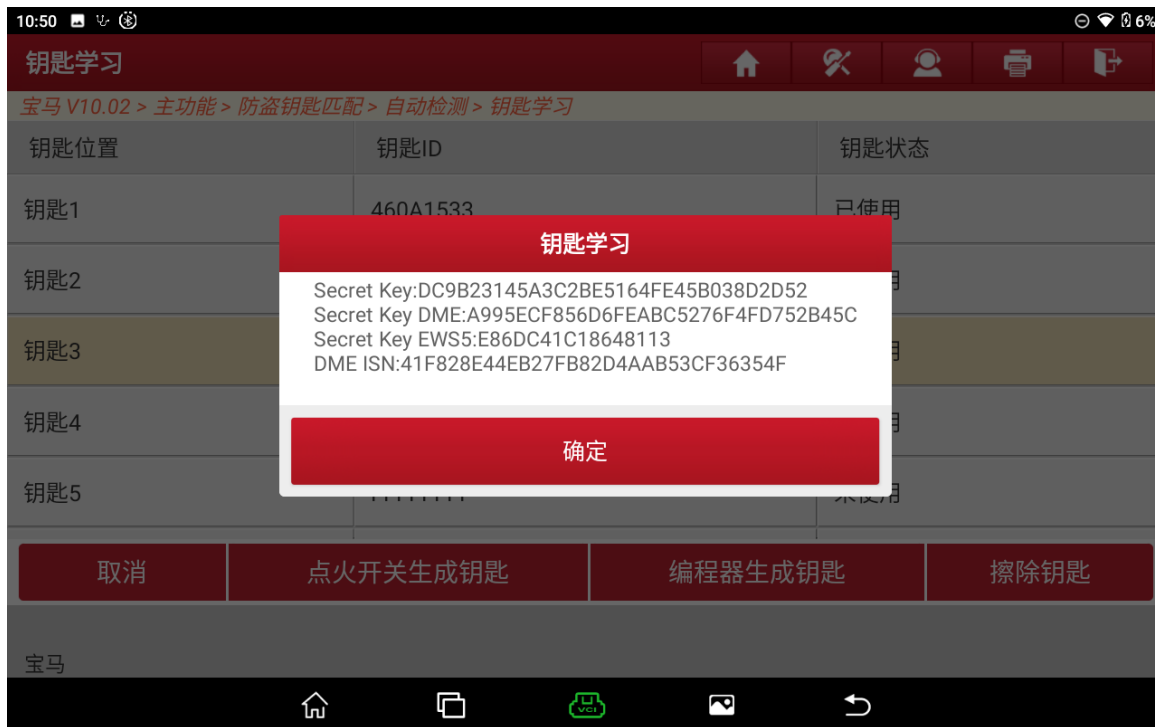 10:50
6%
钥匙学习
宝马 V10.02 > 主功能 > 防盗钥匙匹配 > 自动检测 > 钥匙学习
钥匙位置 钥匙ID 钥匙状态
钥匙1 460A1533 已使用
钥匙2
钥匙3
钥匙4
钥匙5
钥匙学习
Secret Key:DC9B23145A3C2BE5164FE45B038D2D52
Secret Key DME:A995ECF856D6FEABC5276F4FD752B45C
Secret Key EWS5:E86DC41C18648113
DME ISN:41F828E44EB27FB82D4AAB53CF36354F
确定
取消 点火开关生成钥匙 编程器生成钥匙 擦除钥匙
宝马
VCI